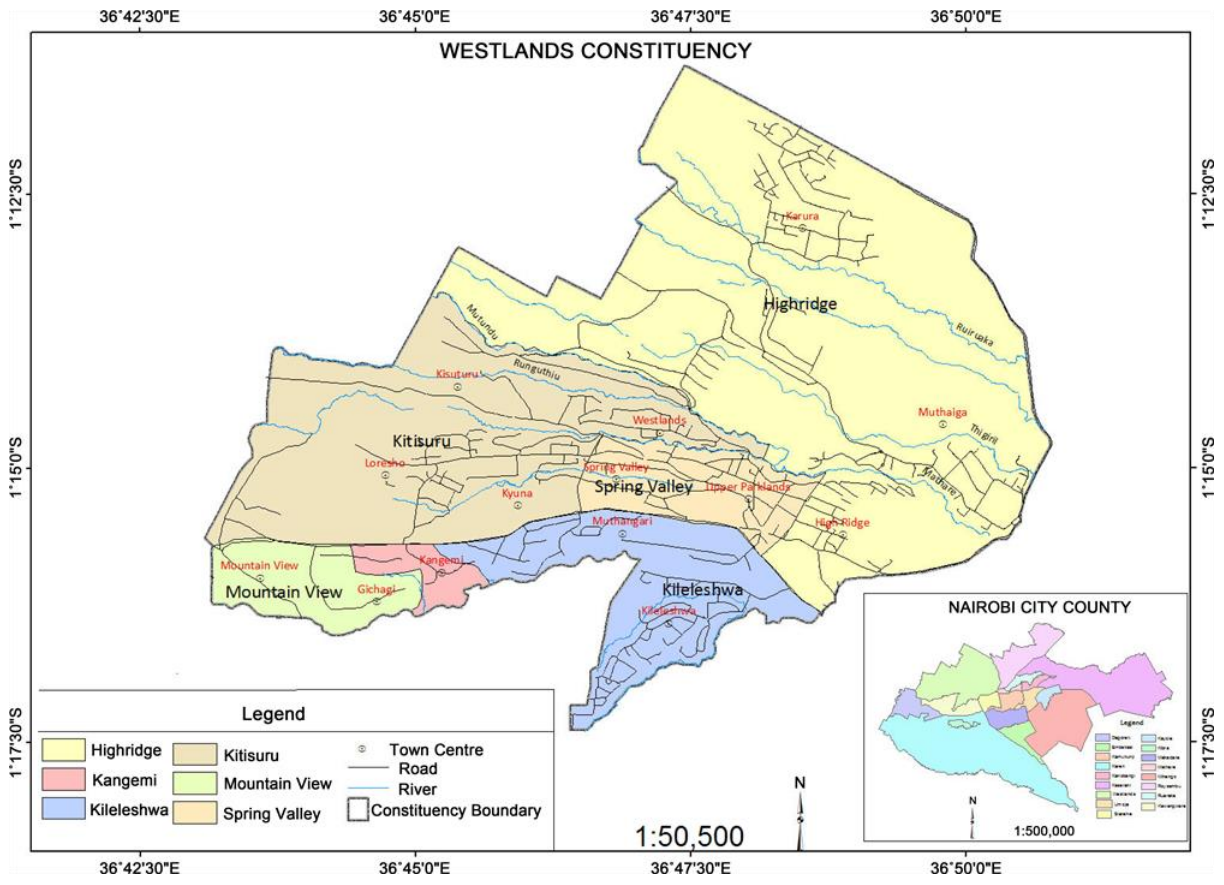 36°42'30"E 36°45'0"E 36°47'30"E 36°50'0"E
WESTLANDS CONSTITUENCY
1°12'30"S 1°12'30"S
Karura
Highridge
Mutundu
Ruiruaka
Runguthiu
Kisuturu
Muthaiga
Westlands
Thigiri
Kitisuru
1°15'0"S 1°15'0"S
Loresho
Spring Valley
Mathare
Spring Valley
Upper Parklands
Kyuna
Muthangari
High Ridge
Kangemi
Mountain View
Mountain View
Gichagi
Kileleshwa
Kileleshwa
NAIROBI CITY COUNTY
Legend
N
1:500,000
Legend
Highridge
Kangemi
Kileleshwa
Kitisuru
Mountain View
Spring Valley
Town Centre
Road
River
Constituency Boundary
N
1:50,500
1°17'30"S 1°17'30"S
36°42'30"E 36°45'0"E 36°47'30"E 36°50'0"E